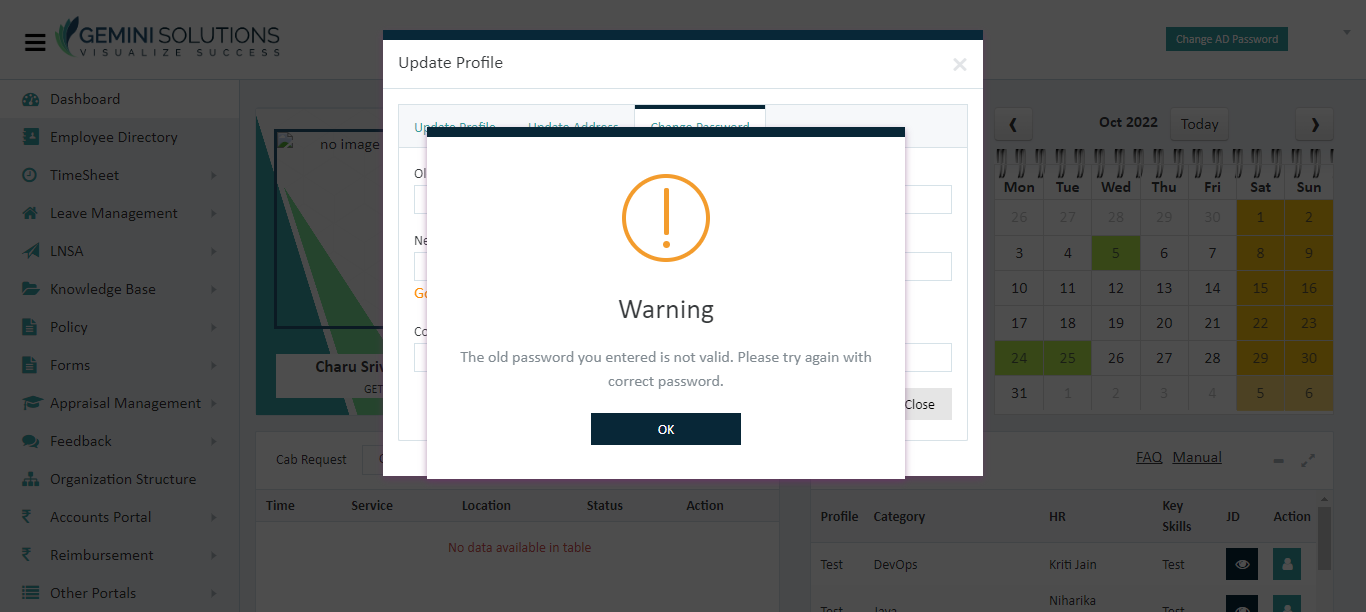 GEMINI SOLUTIONS
VISUALIZE SUCCESS
Change AD Password
Dashboard
Employee Directory
TimeSheet
Leave Management
LNSA
Knowledge Base
Policy
Forms
Appraisal Management
Feedback
Organization Structure
Accounts Portal
Reimbursement
Other Portals
no image
Charu Sriv
GET
Update Profile
Update Profile Update Address Change Password
Ol
Ne
Go
Co
Close
Warning
The old password you entered is not valid. Please try again with
correct password.
OK
Oct 2022 Today
Mon Tue Wed Thu Fri Sat Sun
26 27 28 29 30 1 2
3 4 5 6 7 8 9
10 11 12 13 14 15 16
17 18 19 20 21 22 23
24 25 26 27 28 29 30
31 1 2 3 4 5 6
Cab Request
Time Service Location Status Action
No data available in table
FAQ Manual
Profile Category HR Key Skills JD Action
Test DevOps Kriti Jain Test
Test Java Niharika Test